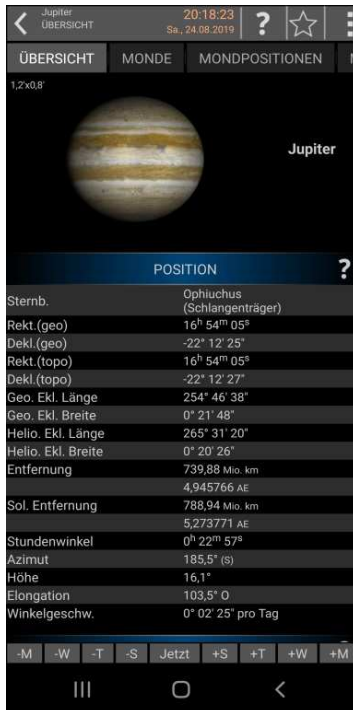 Jupiter
ÜBERSICHT
20:18:23
Sa., 24.08.2019
?
ÜBERSICHT MONDE MONDPOSITIONEN
1,2'x0,8'
Jupiter
POSITION ?
Sternb. Ophiuchus
(Schlangenträger)
Rekt.(geo) 16h 54m 05s
Dekl.(geo) -22° 12' 25"
Rekt.(topo) 16h 54m 05s
Dekl.(topo) -22° 12' 27"
Geo. Ekl. Länge 254° 46' 38"
Geo. Ekl. Breite 0° 21' 48"
Helio. Ekl. Länge 265° 31' 20"
Helio. Ekl. Breite 0° 20' 26"
Entfernung 739,88 Mio. km
4,945766 AE
Sol. Entfernung 788,94 Mio. km
5,273771 AE
Stundenwinkel 0h 22m 57s
Azimut 185,5° (S)
Höhe 16,1°
Elongation 103,5° O
Winkelgeschw. 0° 02' 25" pro Tag
-M -W -T -S Jetzt +S +T +W +M